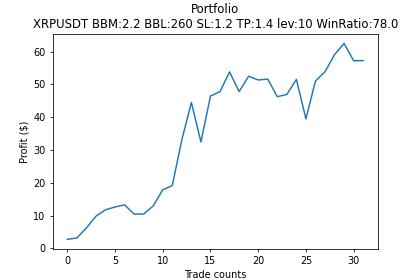 Portfolio
XRPUSDT BBM:2.2 BBL:260 SL:1.2 TP:1.4 lev:10 WinRatio:78.0
60
50
40
30
20
10
0
Profit ($)
0 5 10 15 20 25 30
Trade counts